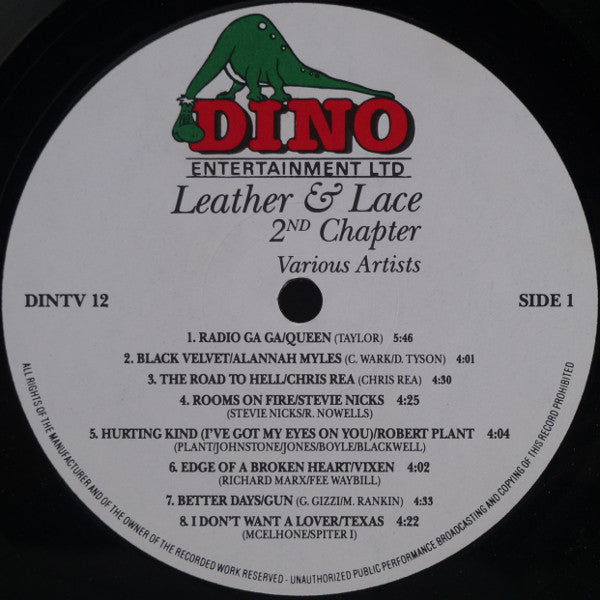 DINO
ENTERTAINMENT LTD
Leather & Lace
2ND Chapter
Various Artists
DINTV 12
SIDE 1
1. RADIO GA GA/QUEEN (TAYLOR) 5:46
2. BLACK VELVET/ALANNAH MYLES (C. WARK/D. TYSON) 4:01
3. THE ROAD TO HELL/CHRIS REA (CHRIS REA) 4:30
4. ROOMS ON FIRE/STEVIE NICKS 4:25
(STEVIE NICKS/R. NOWELLS)
5. HURTING KIND (I'VE GOT MY EYES ON YOU)/ROBERT PLANT 4:04
(PLANT/JOHNSTONE/JONES/BOYLE/BLACKWELL)
6. EDGE OF A BROKEN HEART/VIXEN 4:02
(RICHARD MARX/FEE WAYBILL)
7. BETTER DAYS/GUN (G. GIZZI/M. RANKIN) 4:33
8. I DON'T WANT A LOVER/TEXAS 4:22
(MCELHONE/SPITER I)
ALL RIGHTS OF THE MANUFACTURER AND OF THE OWNER OF THE RECORDED WORK RESERVED - UNAUTHORIZED PUBLIC PERFORMANCE BROADCASTING AND COPYING OF THIS RECORD PROHIBITED